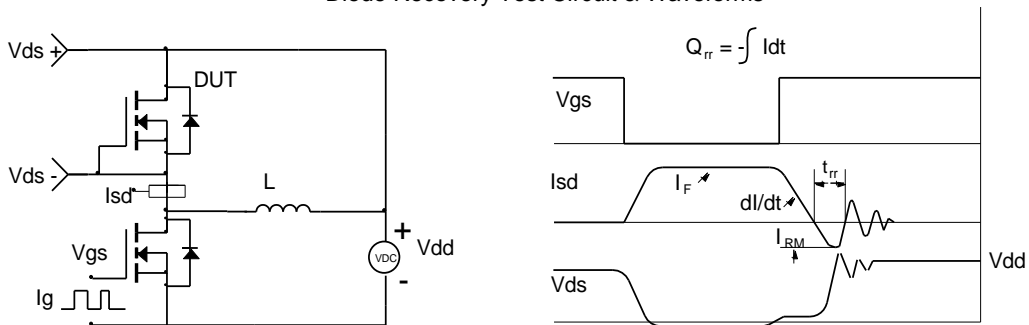 Diode Recovery Test Circuit & Waveforms
Vds +
DUT
Vds -
Isd
L
Vgs
Ig
+
VDC
-
Vdd
Qrr = -∫ Idt
Vgs
Isd
IF
dI/dt
trr
IRM
Vdd
Vds